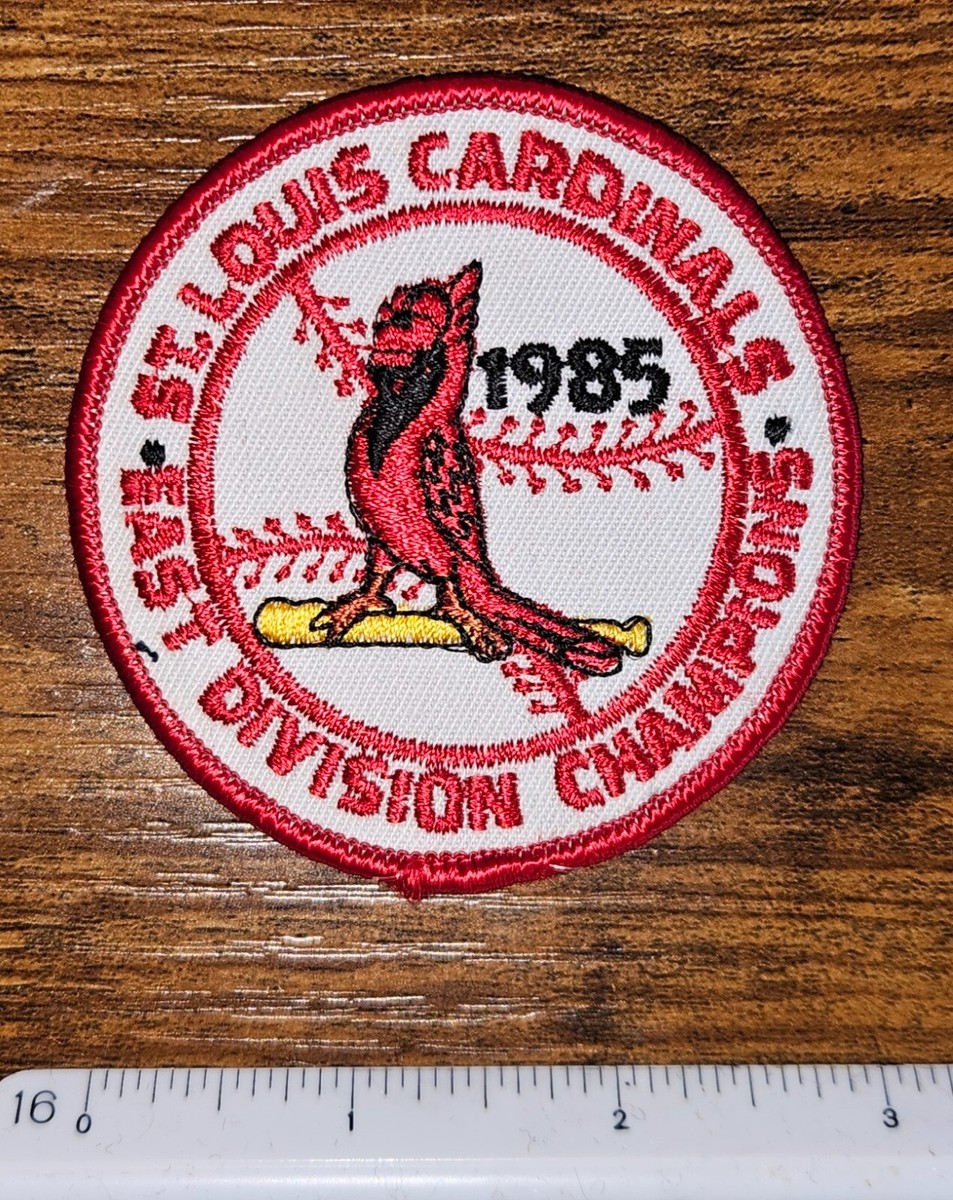 ST. LOUIS CARDINALS
1985
• EAST DIVISION CHAMPIONS •
16 0 1 2 3